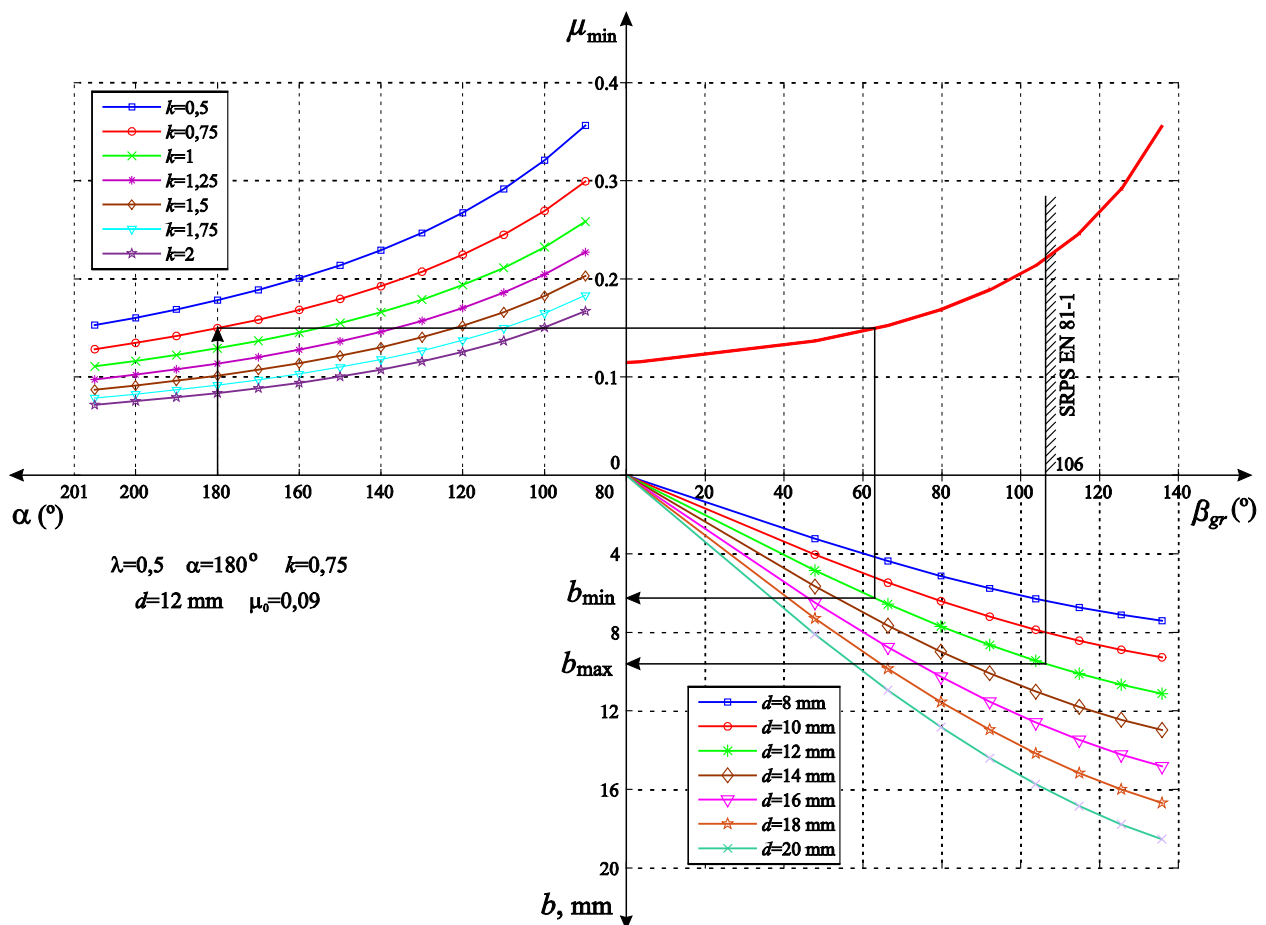 μmin
0.4
k=0,5
k=0,75
k=1
k=1,25
k=1,5
k=1,75
k=2
0.3
0.2
0.1
SRPS EN 81-1
0
106
201 200 180 160 140 120 100 80
20 40 60 80 100 120 140
α (º)
βgr (º)
λ=0,5 α=180º k=0,75
d=12 mm μ₀=0,09
4
bmin
8
bmax
12
16
20
d=8 mm
d=10 mm
d=12 mm
d=14 mm
d=16 mm
d=18 mm
d=20 mm
b, mm